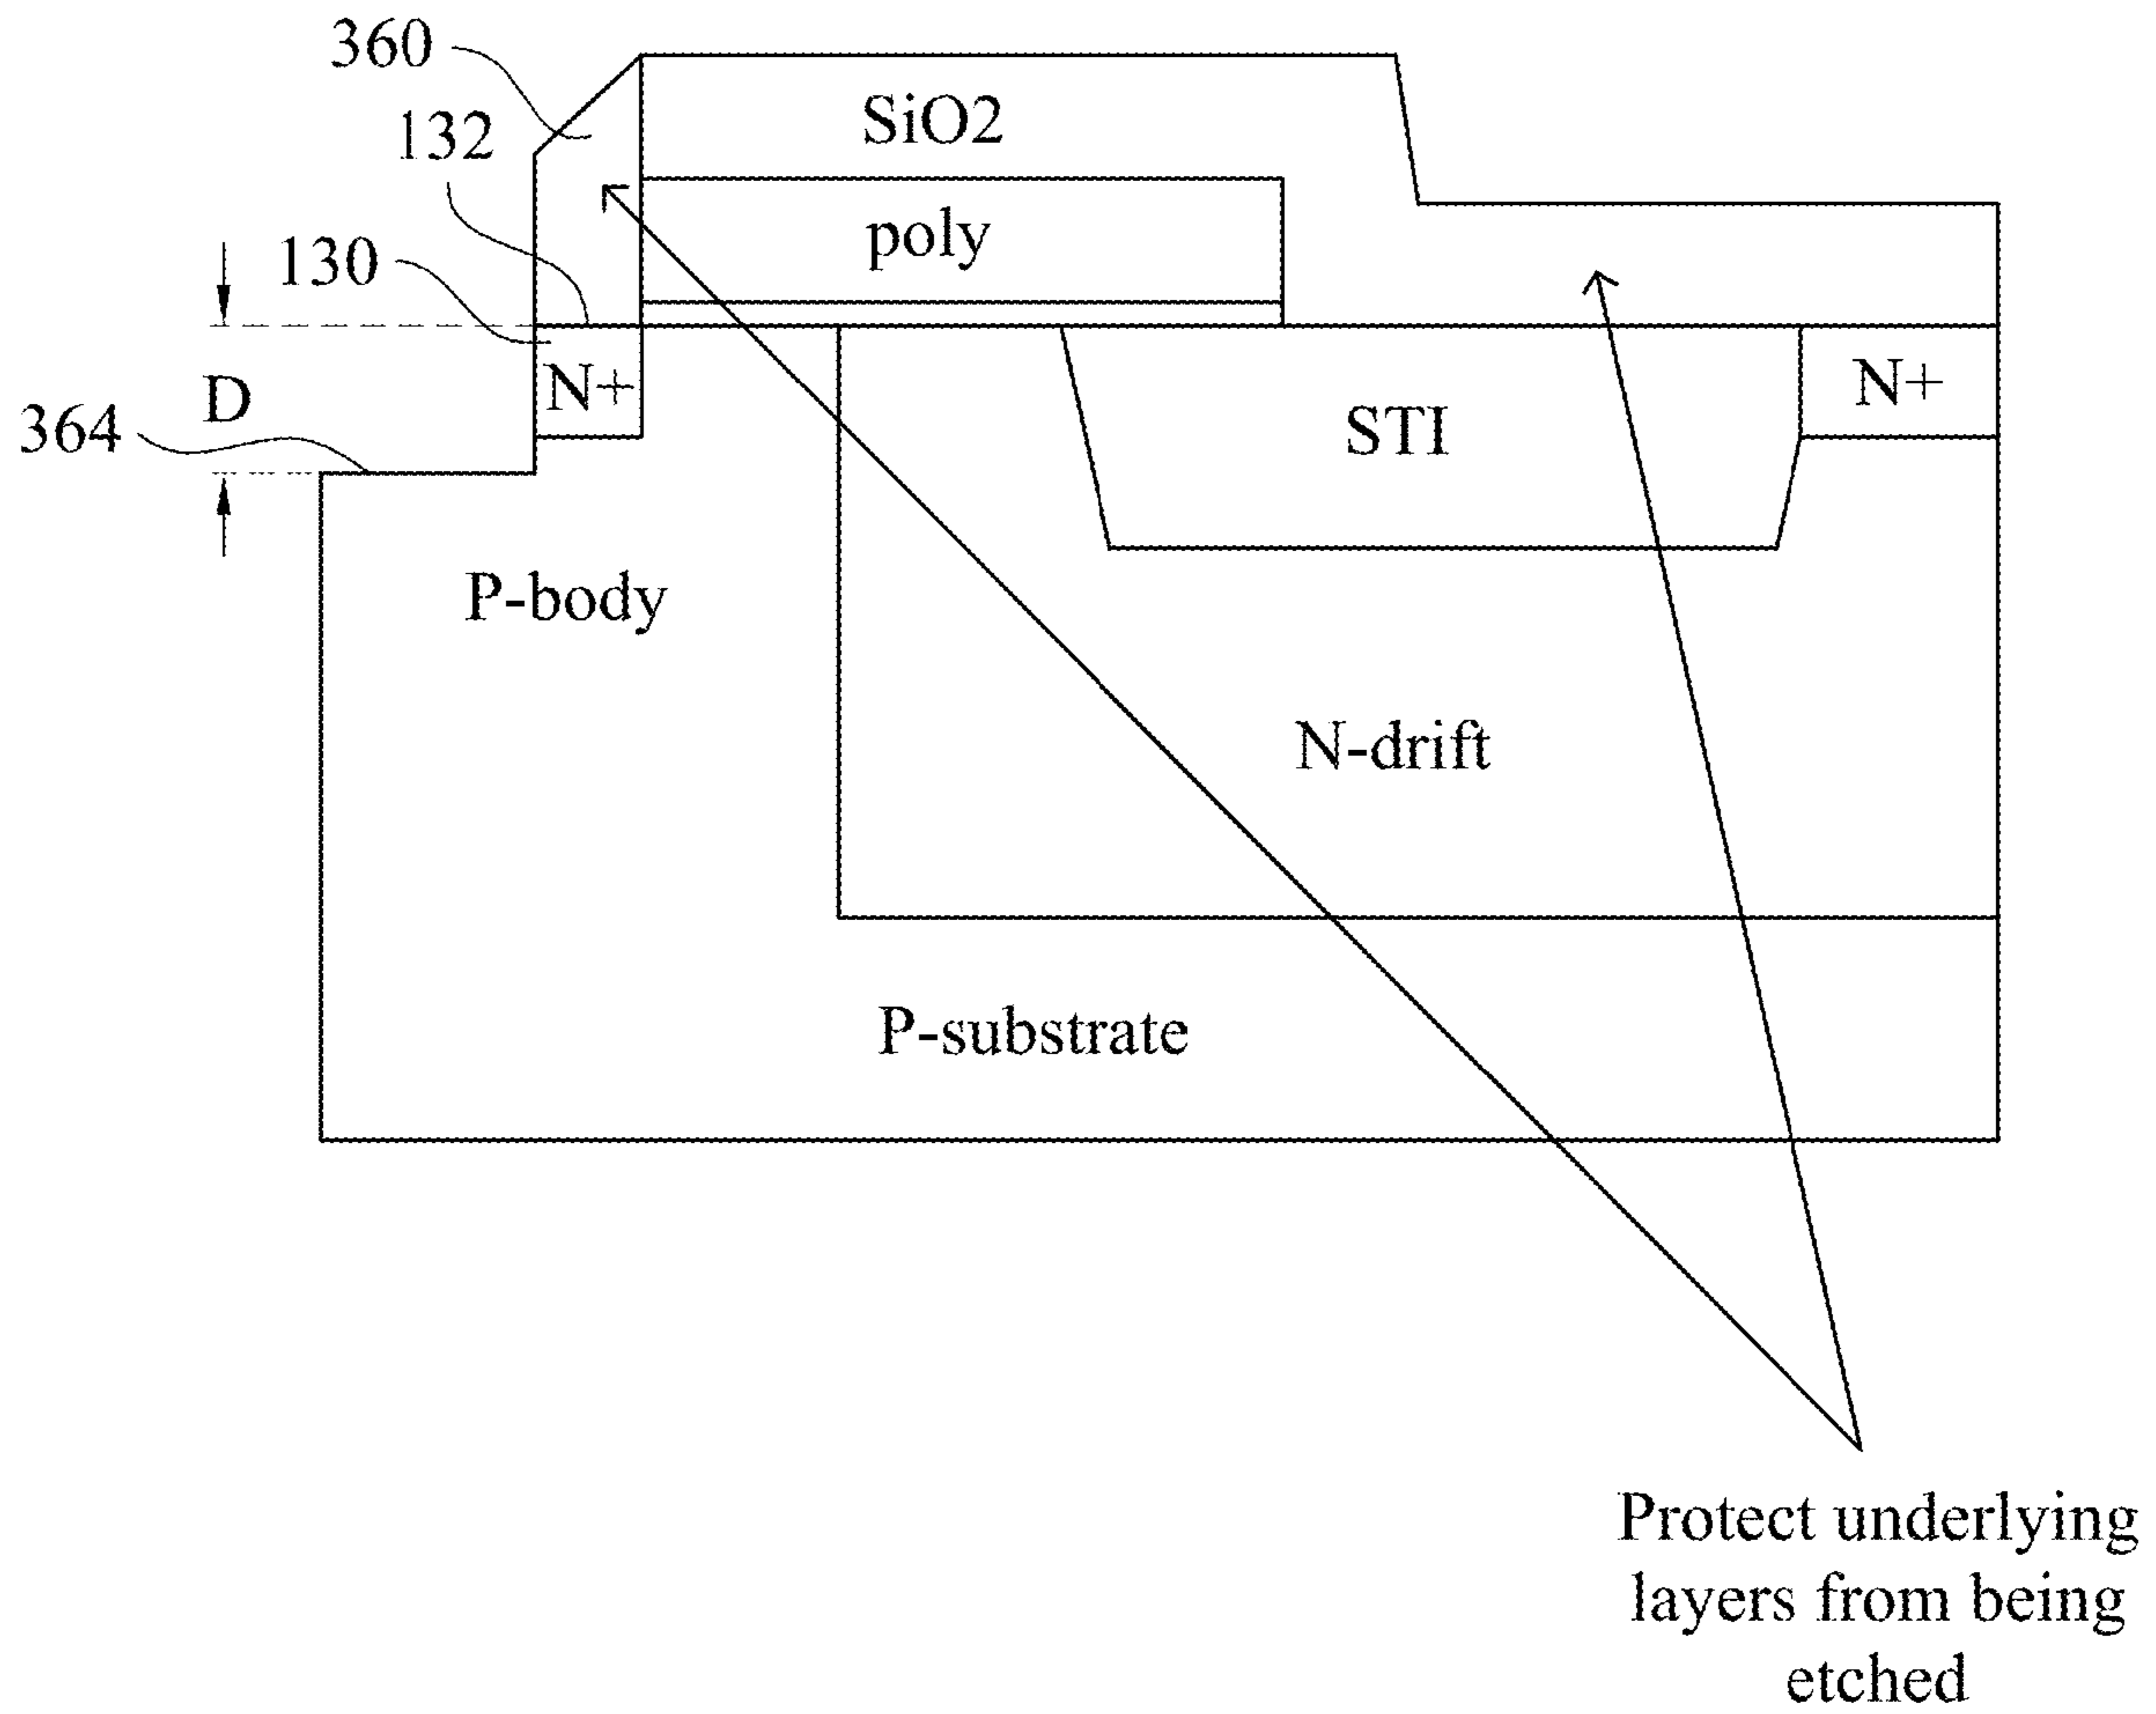 360
SiO2
132
poly
130
N+
N+
D
364
STI
P-body
N-drift
P-substrate
Protect underlying
layers from being
etched